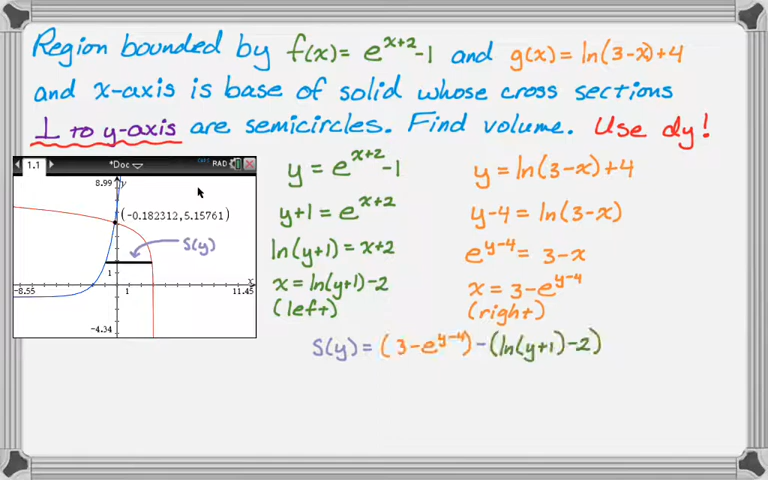 Region bounded by f(x) = e^(x+2) -1 and g(x) = ln(3-x)+4
and x-axis is base of solid whose cross sections
⊥ to y-axis are semicircles. Find volume. Use dy!
1.1 *Doc RAD
8.99 y
(-0.182312,5.15761)
S(y)
1
x
-8.55 1 11.45
-4.34
y = e^(x+2) -1
y+1 = e^(x+2)
ln(y+1) = x+2
x = ln(y+1) -2
(left)
y = ln(3-x)+4
y-4 = ln(3-x)
e^(y-4) = 3-x
x = 3-e^(y-4)
(right)
S(y) = (3-e^(y-4)) - (ln(y+1) -2)